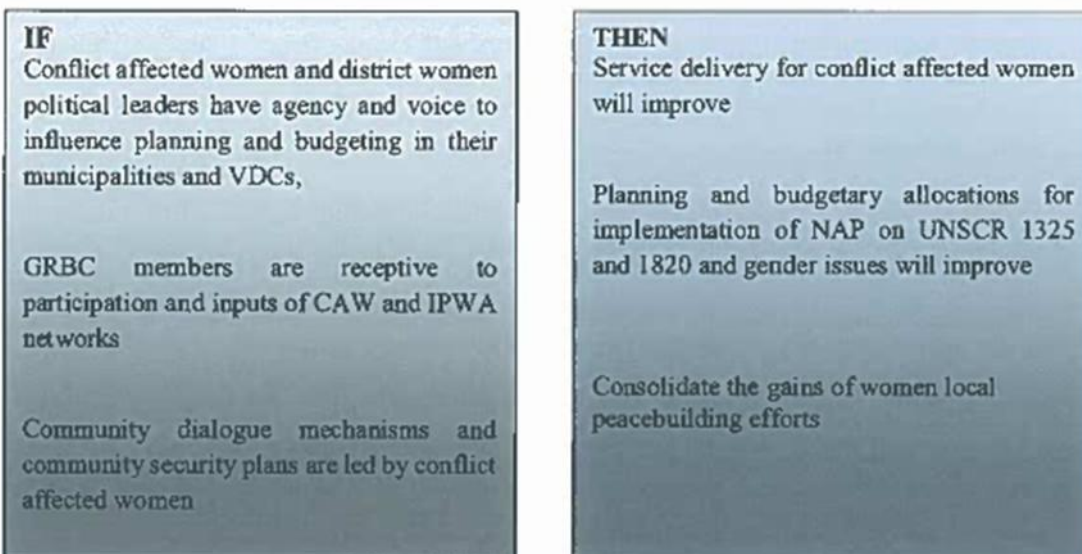 IF
Conflict affected women and district women
political leaders have agency and voice to
influence planning and budgeting in their
municipalities and VDCs,
GRBC members are receptive to
participation and inputs of CAW and IPWA
networks
Community dialogue mechanisms and
community security plans are led by conflict
affected women
THEN
Service delivery for conflict affected women
will improve
Planning and budgetary allocations for
implementation of NAP on UNSCR 1325
and 1820 and gender issues will improve
Consolidate the gains of women local
peacebuilding efforts